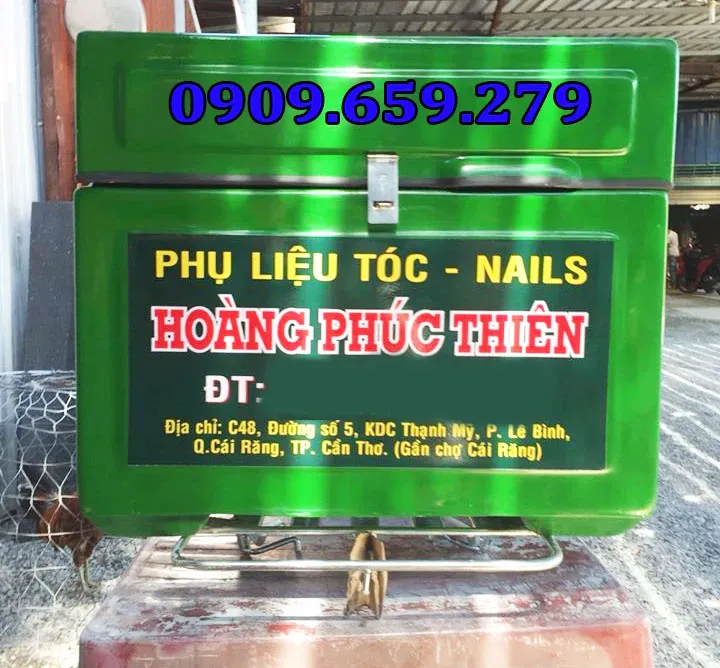 0909.659.279
PHỤ LIỆU TÓC - NAILS
HOÀNG PHÚC THIÊN
ĐT:
Địa chỉ: C48, Đường số 5, KDC Thạnh Mỹ, P. Lê Bình,
Q.Cái Răng, TP. Cần Thơ. (Gần chợ Cái Răng)